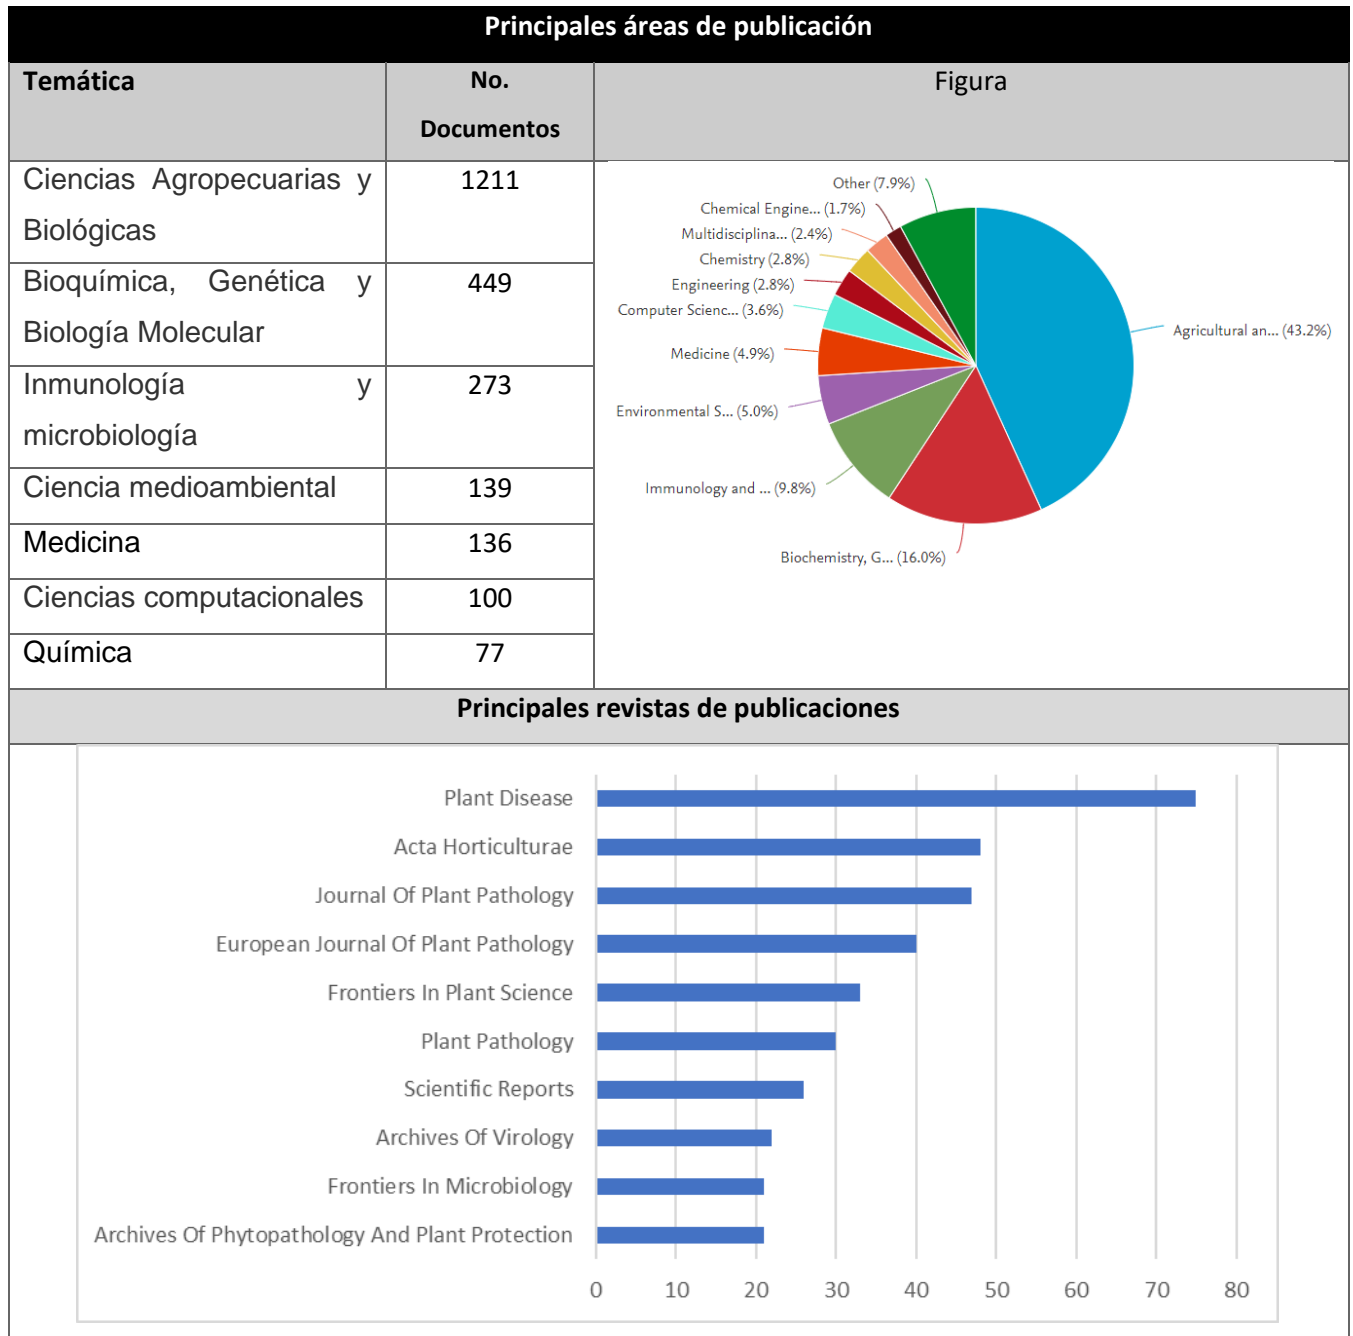 Principales áreas de publicación
Temática
No.
Documentos
Figura
Ciencias Agropecuarias y
Biológicas
1211
Bioquímica, Genética y
Biología Molecular
449
Inmunología y
microbiología
273
Ciencia medioambiental
139
Medicina
136
Ciencias computacionales
100
Química
77
Other (7.9%)
Chemical Engine... (1.7%)
Multidisciplina... (2.4%)
Chemistry (2.8%)
Engineering (2.8%)
Computer Scienc... (3.6%)
Medicine (4.9%)
Environmental S... (5.0%)
Immunology and ... (9.8%)
Biochemistry, G... (16.0%)
Agricultural an... (43.2%)
Principales revistas de publicaciones
Plant Disease
Acta Horticulturae
Journal Of Plant Pathology
European Journal Of Plant Pathology
Frontiers In Plant Science
Plant Pathology
Scientific Reports
Archives Of Virology
Frontiers In Microbiology
Archives Of Phytopathology And Plant Protection
0 10 20 30 40 50 60 70 80